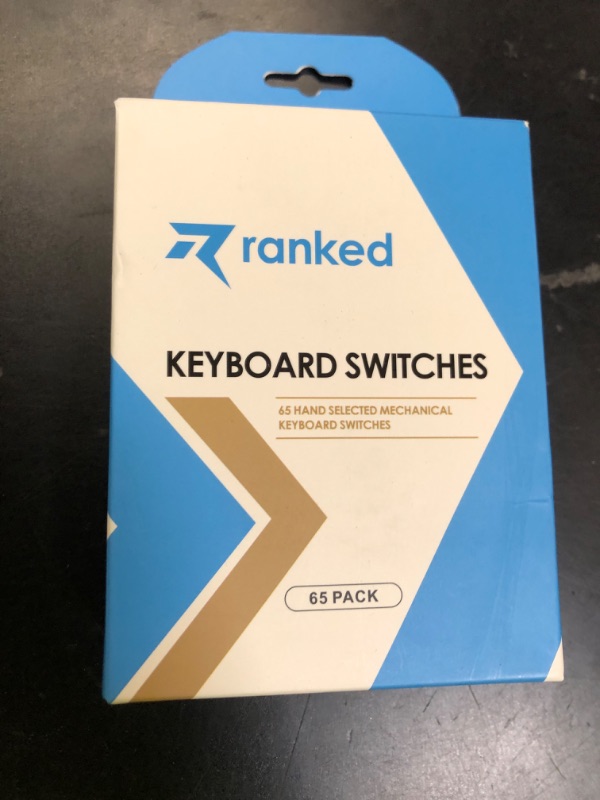 ranked
KEYBOARD SWITCHES
65 HAND SELECTED MECHANICAL
KEYBOARD SWITCHES
65 PACK